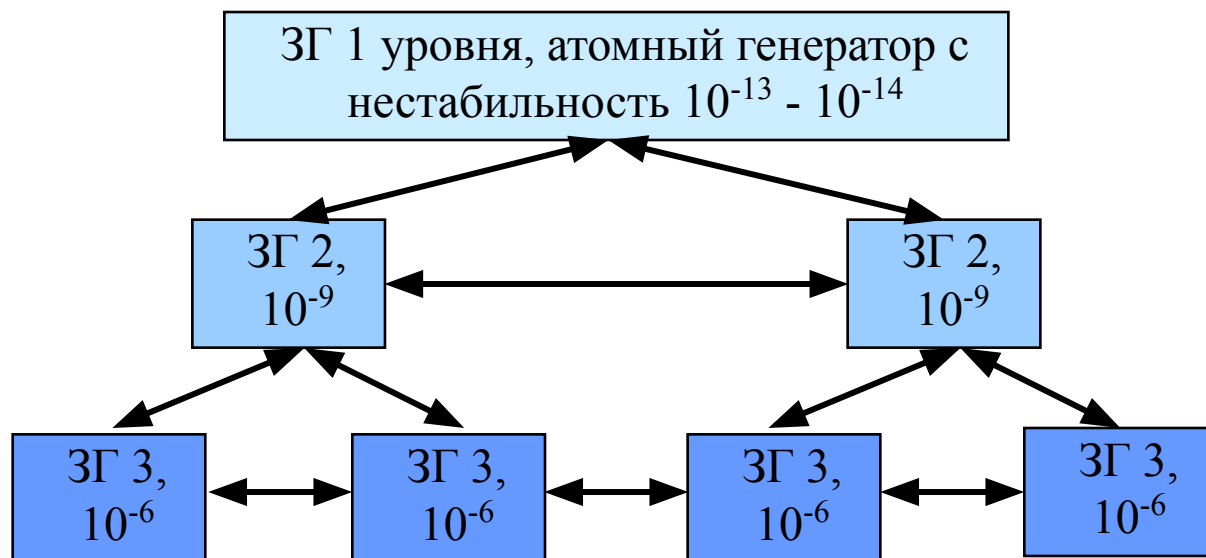 ЗГ 1 уровня, атомный генератор с
нестабильность 10⁻¹³ - 10⁻¹⁴
ЗГ 2,
10⁻⁹
ЗГ 2,
10⁻⁹
ЗГ 3,
10⁻⁶
ЗГ 3,
10⁻⁶
ЗГ 3,
10⁻⁶
ЗГ 3,
10⁻⁶